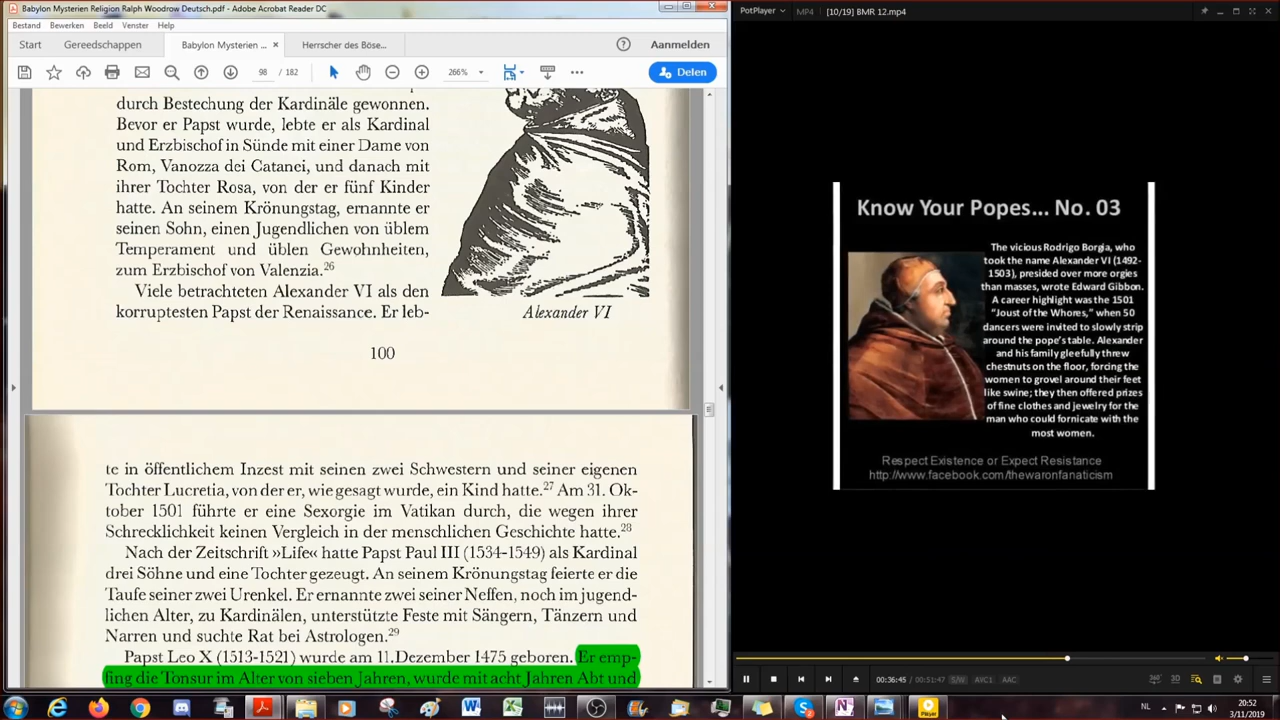 Babylon Mysterien Religion Ralph Woodrow Deutsch.pdf - Adobe Acrobat Reader DC
Bestand Bewerken Beeld Venster Help
Start Gereedschappen Babylon Mysterien ... × Herrscher des Böse... Aanmelden
98 / 182 266% Delen
durch Bestechung der Kardinäle gewonnen.
Bevor er Papst wurde, lebte er als Kardinal
und Erzbischof in Sünde mit einer Dame von
Rom, Vanozza dei Catanei, und danach mit
ihrer Tochter Rosa, von der er fünf Kinder
hatte. An seinem Krönungstag, ernannte er
seinen Sohn, einen Jugendlichen von üblem
Temperament und üblen Gewohnheiten,
zum Erzbischof von Valenzia.26
Viele betrachteten Alexander VI als den
korruptesten Papst der Renaissance. Er leb-
Alexander VI
100
te in öffentlichem Inzest mit seinen zwei Schwestern und seiner eigenen
Tochter Lucretia, von der er, wie gesagt wurde, ein Kind hatte.27 Am 31. Ok-
tober 1501 führte er eine Sexorgie im Vatikan durch, die wegen ihrer
Schrecklichkeit keinen Vergleich in der menschlichen Geschichte hatte.28
Nach der Zeitschrift »Life« hatte Papst Paul III (1534-1549) als Kardinal
drei Söhne und eine Tochter gezeugt. An seinem Krönungstag feierte er die
Taufe seiner zwei Urenkel. Er ernannte zwei seiner Neffen, noch im jugend-
lichen Alter, zu Kardinälen, unterstützte Feste mit Sängern, Tänzern und
Narren und suchte Rat bei Astrologen.29
Papst Leo X (1513-1521) wurde am 11.Dezember 1475 geboren. Er emp-
fing die Tonsur im Alter von sieben Jahren, wurde mit acht Jahren Abt und
PotPlayer MP4 [10/19] BMR 12.mp4
Know Your Popes... No. 03
The vicious Rodrigo Borgia, who
took the name Alexander VI (1492-
1503), presided over more orgies
than masses, wrote Edward Gibbon.
A career highlight was the 1501
"Joust of the Whores," when 50
dancers were invited to slowly strip
around the pope's table. Alexander
and his family gleefully threw
chestnuts on the floor, forcing the
women to grovel around their feet
like swine; they then offered prizes
of fine clothes and jewelry for the
man who could fornicate with the
most women.
Respect Existence or Expect Resistance
http://www.facebook.com/thewaronfanaticism
00:36:45 / 00:51:47 S/W AVC1 AAC
360° 3D
NL 20:52
3/11/2019